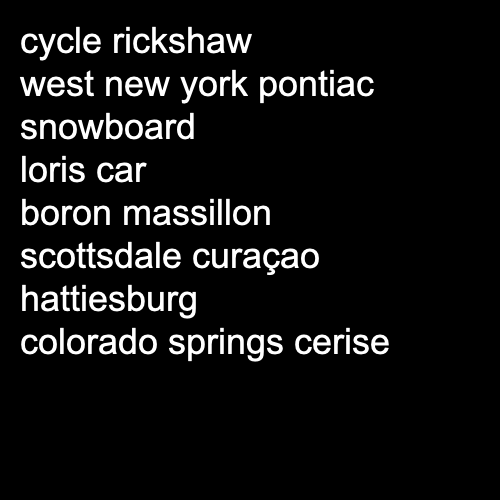 cycle rickshaw
west new york pontiac
snowboard
loris car
boron massillon
scottsdale curaçao
hattiesburg
colorado springs cerise